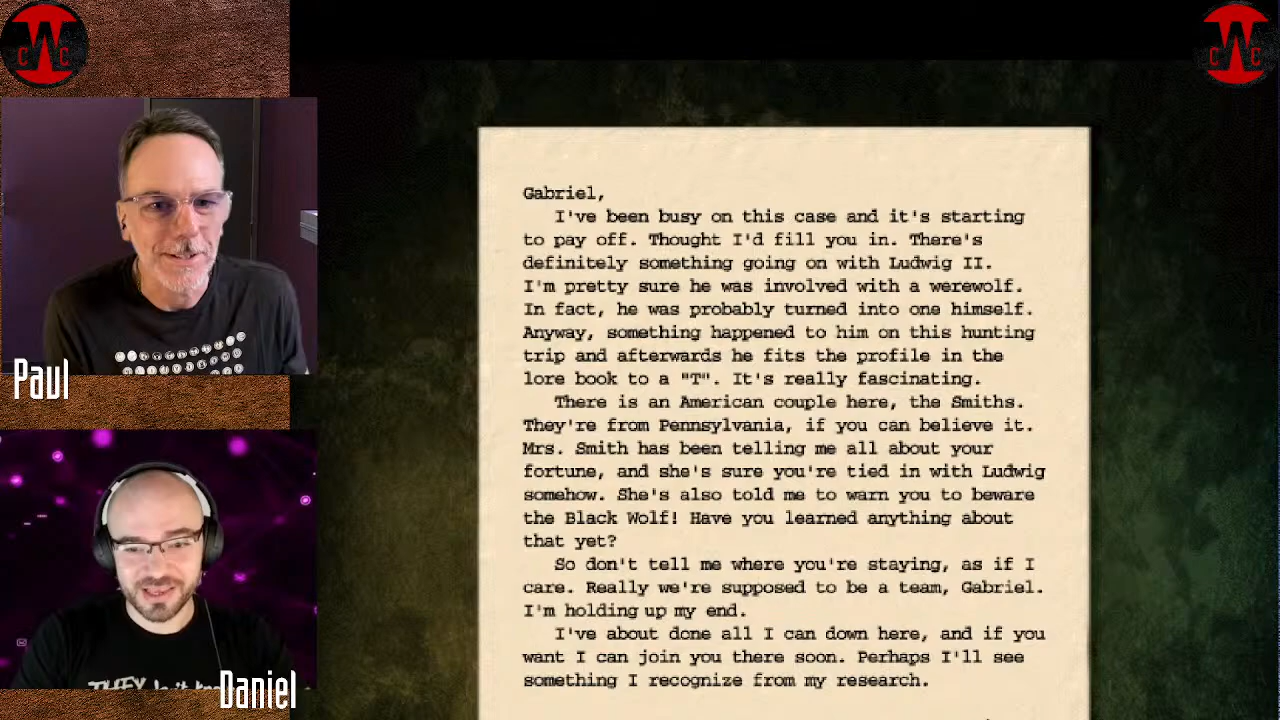 W
C C
W
C C
Paul
Daniel
Gabriel,
I've been busy on this case and it's starting
to pay off. Thought I'd fill you in. There's
definitely something going on with Ludwig II.
I'm pretty sure he was involved with a werewolf.
In fact, he was probably turned into one himself.
Anyway, something happened to him on this hunting
trip and afterwards he fits the profile in the
lore book to a "T". It's really fascinating.
There is an American couple here, the Smiths.
They're from Pennsylvania, if you can believe it.
Mrs. Smith has been telling me all about your
fortune, and she's sure you're tied in with Ludwig
somehow. She's also told me to warn you to beware
the Black Wolf! Have you learned anything about
that yet?
So don't tell me where you're staying, as if I
care. Really we're supposed to be a team, Gabriel.
I'm holding up my end.
I've about done all I can down here, and if you
want I can join you there soon. Perhaps I'll see
something I recognize from my research.